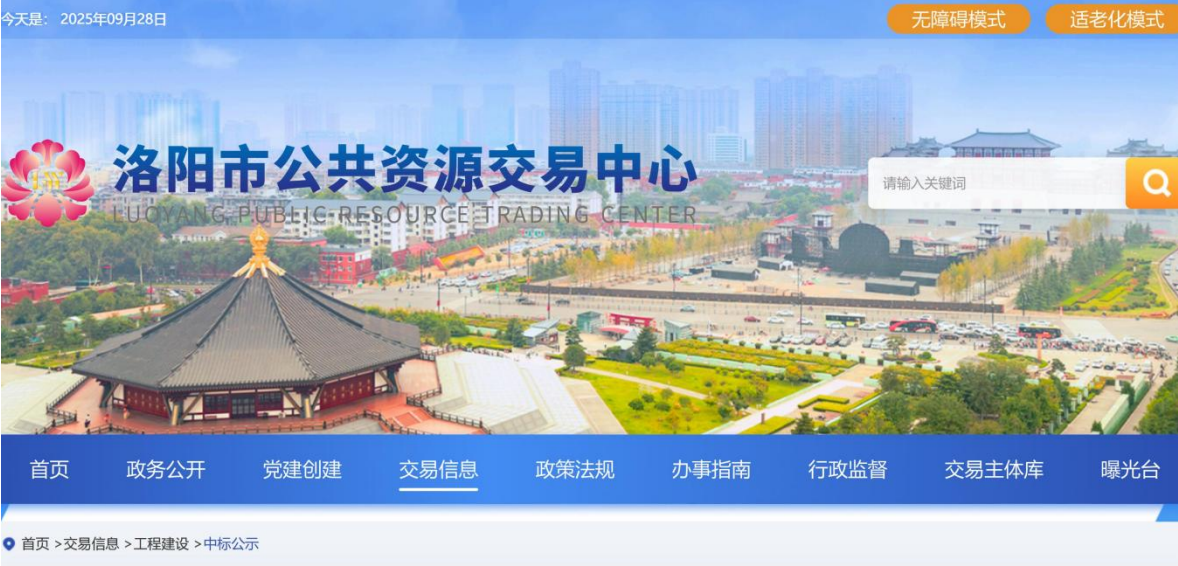 今天是: 2025年09月28日
无障碍模式 适老化模式
洛阳市公共资源交易中心
LUOYANG PUBLIC RESOURCE TRADING CENTER
请输入关键词
首页 政务公开 党建创建 交易信息 政策法规 办事指南 行政监督 交易主体库 曝光台
首页 >交易信息 >工程建设 >中标公示